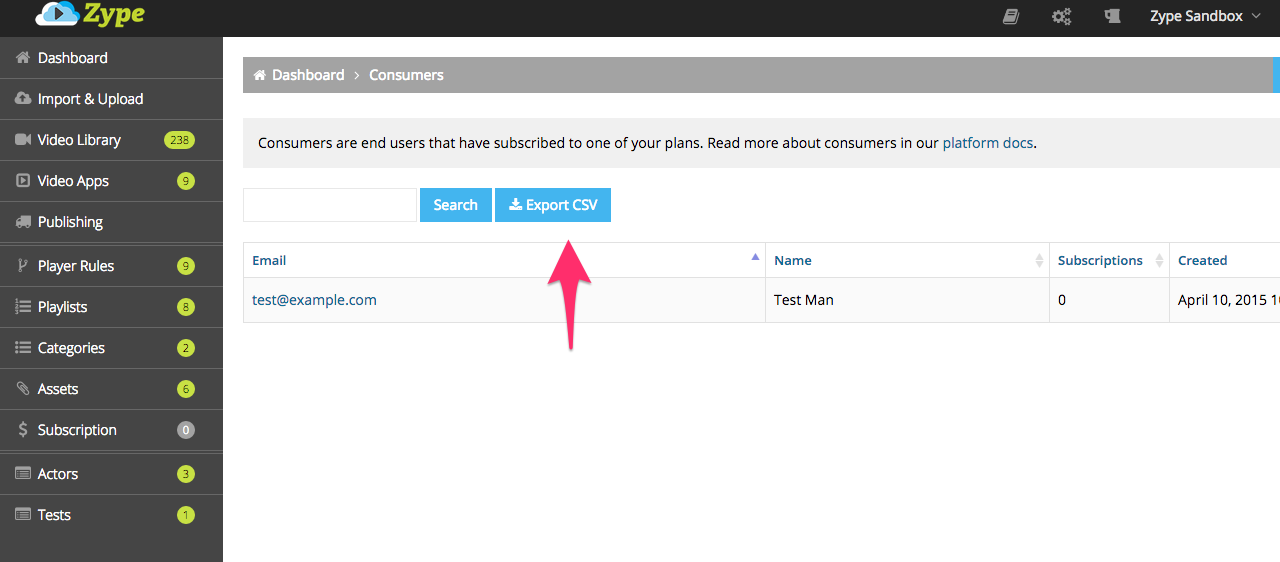 Zype
Zype Sandbox
Dashboard
Import & Upload
Video Library 238
Video Apps 9
Publishing
Player Rules 9
Playlists 8
Categories 2
Assets 6
Subscription 0
Actors 3
Tests 1
Dashboard > Consumers
Consumers are end users that have subscribed to one of your plans. Read more about consumers in our platform docs.
Search Export CSV
Email Name Subscriptions Created
test@example.com Test Man 0 April 10, 2015